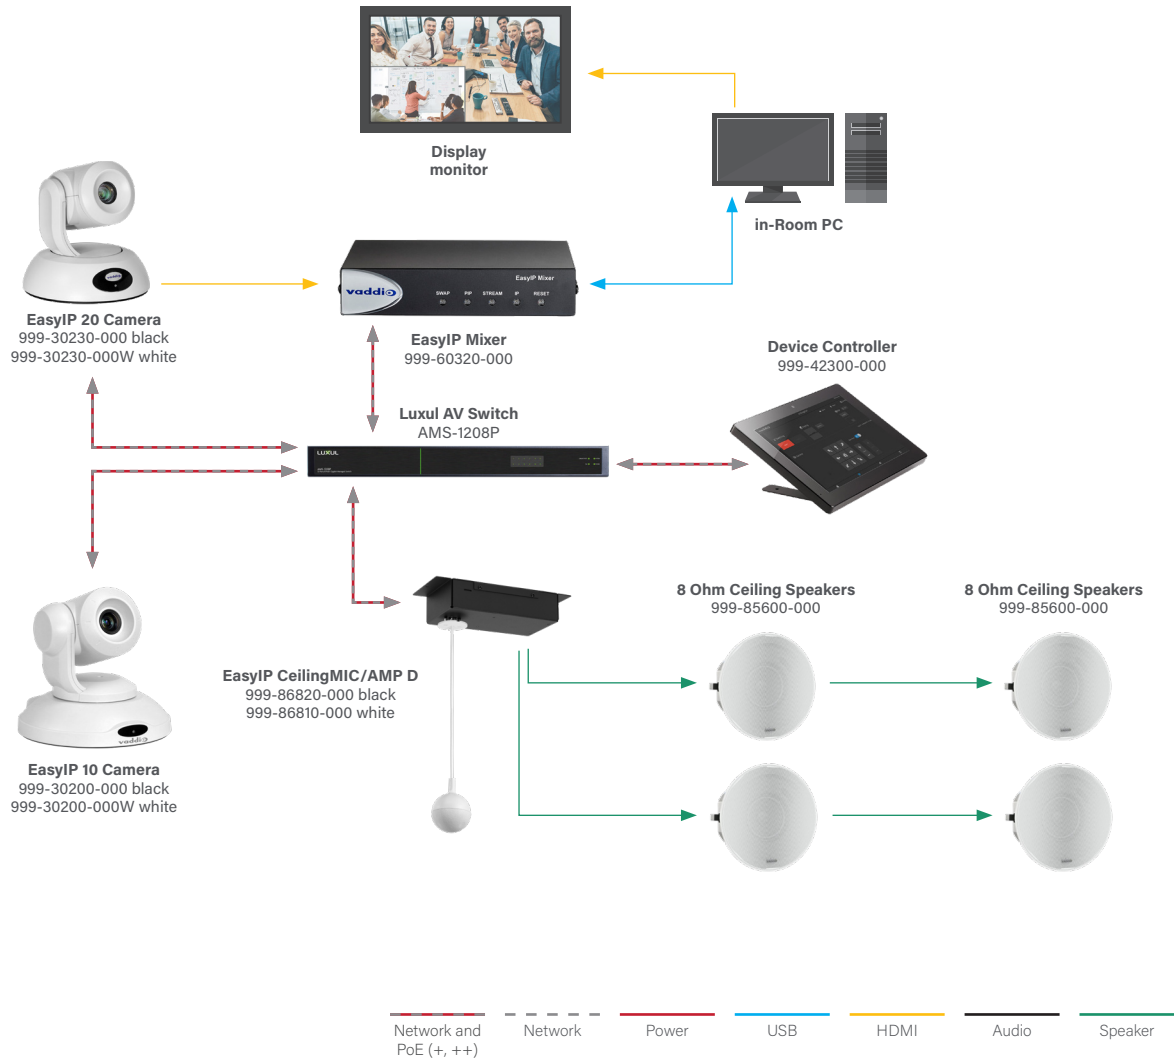 Display
monitor
in-Room PC
EasyIP Mixer
vaddio
SWAP PIP STREAM IP RESET
EasyIP 20 Camera
999-30230-000 black
999-30230-000W white
EasyIP Mixer
999-60320-000
Device Controller
999-42300-000
Luxul AV Switch
AMS-1208P
LUXUL
8 Ohm Ceiling Speakers
999-85600-000
8 Ohm Ceiling Speakers
999-85600-000
EasyIP CeilingMIC/AMP D
999-86820-000 black
999-86810-000 white
vaddio
EasyIP 10 Camera
999-30200-000 black
999-30200-000W white
Network and
PoE (+, ++)
Network
Power
USB
HDMI
Audio
Speaker